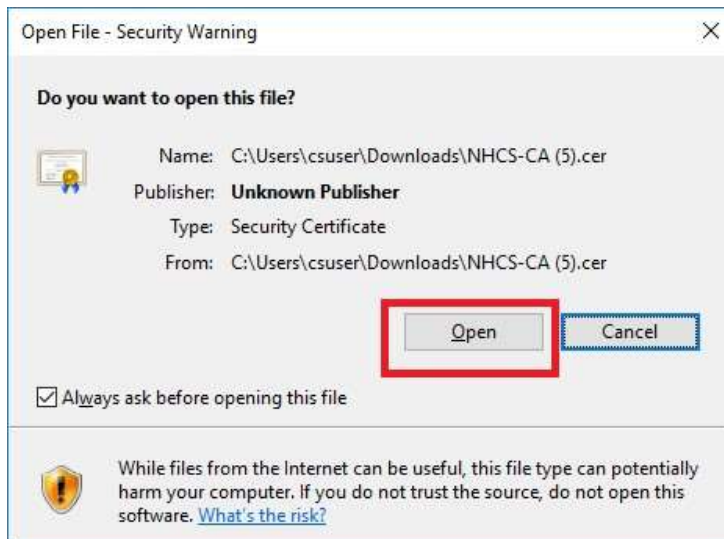 Open File - Security Warning
Do you want to open this file?
Name: C:\Users\csuser\Downloads\NHCS-CA (5).cer
Publisher: Unknown Publisher
Type: Security Certificate
From: C:\Users\csuser\Downloads\NHCS-CA (5).cer
Open Cancel
Always ask before opening this file
While files from the Internet can be useful, this file type can potentially
harm your computer. If you do not trust the source, do not open this
software. What's the risk?